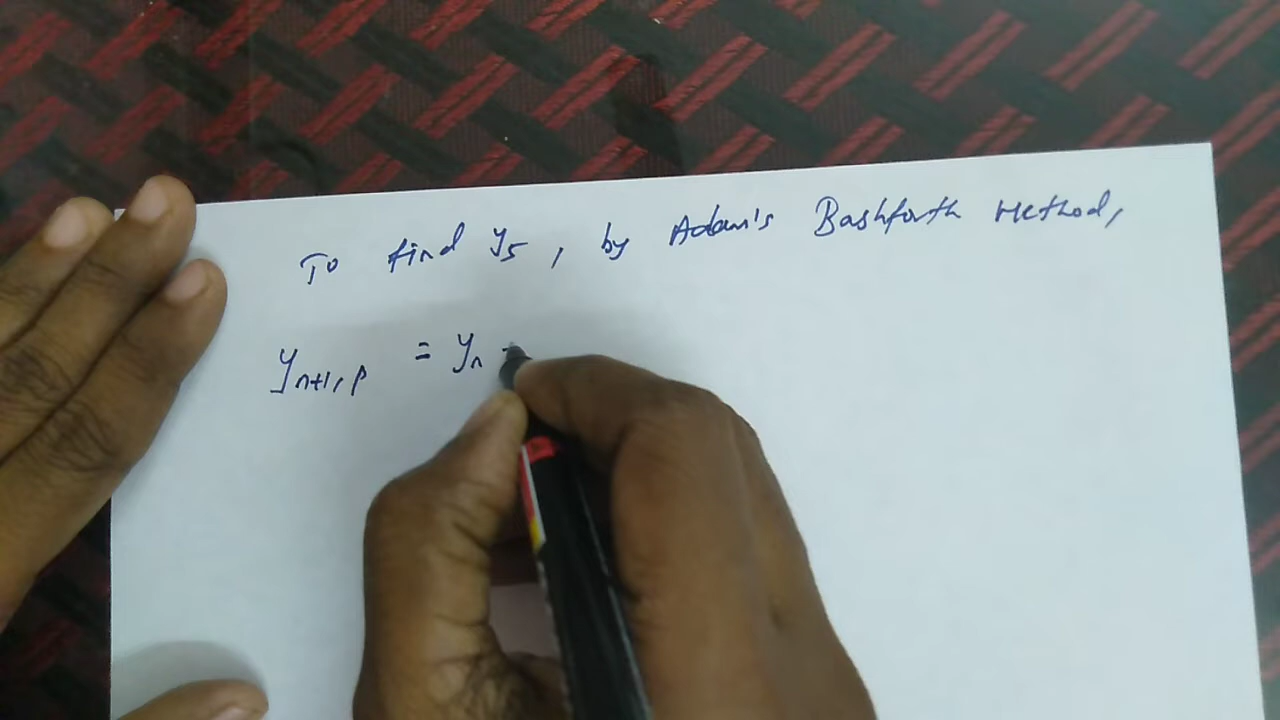 To find y5, by Adam's Bashforth Method,
yn+1,p = yn